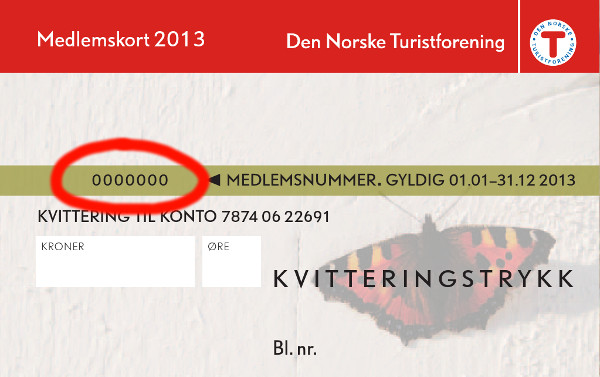 Medlemskort 2013
Den Norske Turistforening
DEN NORSKE
T
TURISTFORENING
0000000 ◀ MEDLEMSNUMMER. GYLDIG 01.01–31.12 2013
KVITTERING TIL KONTO 7874 06 22691
KRONER
ØRE
KVITTERINGSTRYKK
Bl. nr.